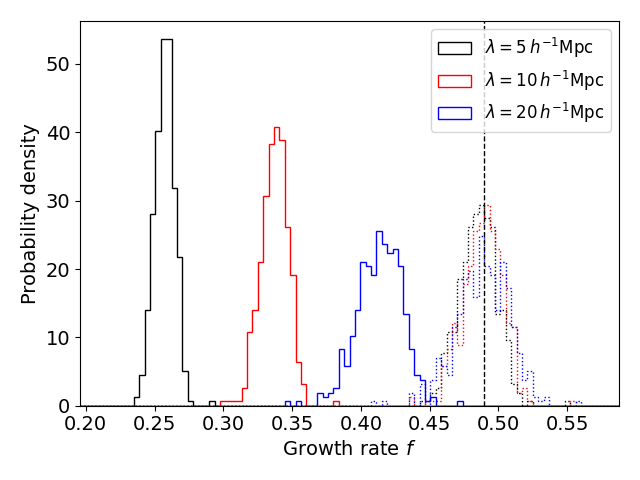 λ = 5 h⁻¹Mpc
λ = 10 h⁻¹Mpc
λ = 20 h⁻¹Mpc
Probability density
50
40
30
20
10
0
0.20 0.25 0.30 0.35 0.40 0.45 0.50 0.55
Growth rate f